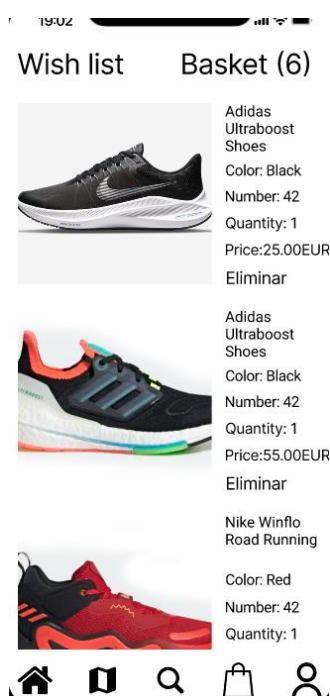 19:02
Wish list Basket (6)
Adidas
Ultraboost
Shoes
Color: Black
Number: 42
Quantity: 1
Price:25.00EUR
Eliminar
Adidas
Ultraboost
Shoes
Color: Black
Number: 42
Quantity: 1
Price:55.00EUR
Eliminar
Nike Winflo
Road Running
Color: Red
Number: 42
Quantity: 1